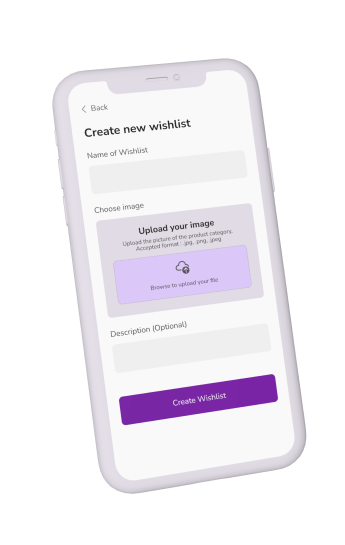 Back
Create new wishlist
Name of Wishlist
Choose image
Upload your image
Upload the picture of the product category.
Accepted format : .jpg, .png, .jpeg
Browse to upload your file
Description (Optional)
Create Wishlist